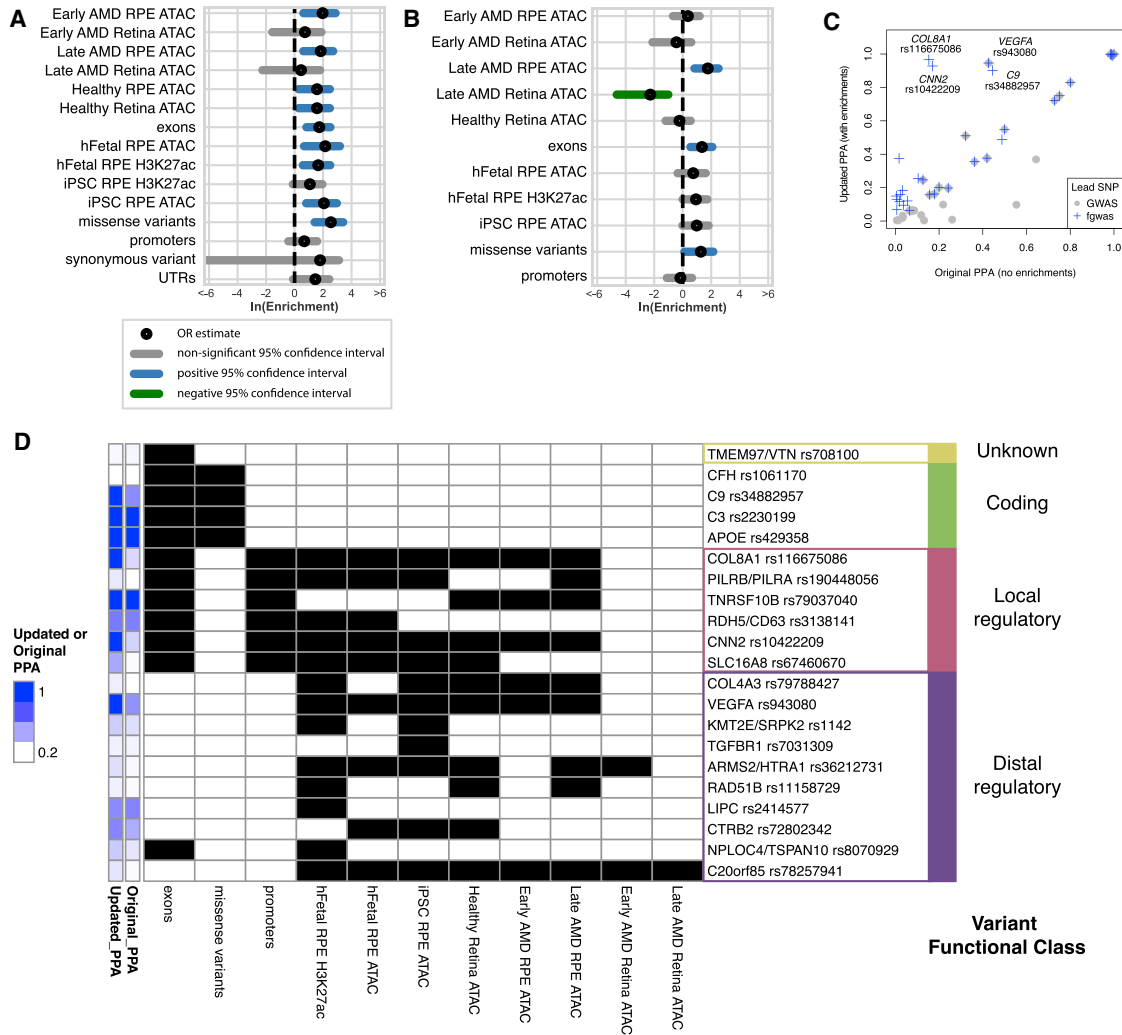 A
Early AMD RPE ATAC
Early AMD Retina ATAC
Late AMD RPE ATAC
Late AMD Retina ATAC
Healthy RPE ATAC
Healthy Retina ATAC
exons
hFetal RPE ATAC
hFetal RPE H3K27ac
iPSC RPE H3K27ac
iPSC RPE ATAC
missense variants
promoters
synonymous variant
UTRs
<-6 -4 -2 0 2 4 >6
ln(Enrichment)
B
Early AMD RPE ATAC
Early AMD Retina ATAC
Late AMD RPE ATAC
Late AMD Retina ATAC
Healthy Retina ATAC
exons
hFetal RPE ATAC
hFetal RPE H3K27ac
iPSC RPE ATAC
missense variants
promoters
<-6 -4 -2 0 2 4 >6
ln(Enrichment)
OR estimate
non-significant 95% confidence interval
positive 95% confidence interval
negative 95% confidence interval
C
COL8A1
rs116675086
VEGFA
rs943080
CNN2
rs10422209
C9
rs34882957
Updated PPA (with enrichments)
0.0 0.2 0.4 0.6 0.8 1.0
Lead SNP
GWAS
fgwas
0.0 0.2 0.4 0.6 0.8 1.0
Original PPA (no enrichments)
D
Updated or
Original
PPA
1
0.2
TMEM97/VTN rs708100
CFH rs1061170
C9 rs34882957
C3 rs2230199
APOE rs429358
COL8A1 rs116675086
PILRB/PILRA rs190448056
TNRSF10B rs79037040
RDH5/CD63 rs3138141
CNN2 rs10422209
SLC16A8 rs67460670
COL4A3 rs79788427
VEGFA rs943080
KMT2E/SRPK2 rs1142
TGFBR1 rs7031309
ARMS2/HTRA1 rs36212731
RAD51B rs11158729
LIPC rs2414577
CTRB2 rs72802342
NPLOC4/TSPAN10 rs8070929
C20orf85 rs78257941
Unknown
Coding
Local
regulatory
Distal
regulatory
Updated_PPA
Original_PPA
exons
missense variants
promoters
hFetal RPE H3K27ac
hFetal RPE ATAC
iPSC RPE ATAC
Healthy Retina ATAC
Early AMD RPE ATAC
Late AMD RPE ATAC
Early AMD Retina ATAC
Late AMD Retina ATAC
Variant
Functional Class